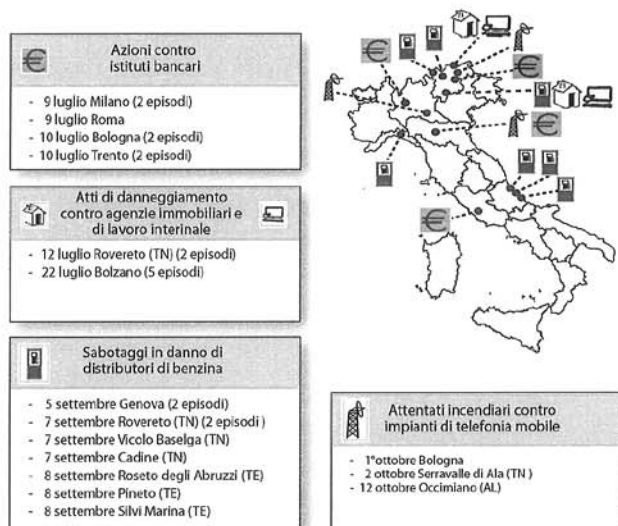 Azioni contro
istituti bancari
- 9 luglio Milano (2 episodi)
- 9 luglio Roma
- 10 luglio Bologna (2 episodi)
- 10 luglio Trento (2 episodi)
Atti di danneggiamento
contro agenzie immobiliari e
di lavoro interinale
- 12 luglio Rovereto (TN) (2 episodi)
- 22 luglio Bolzano (5 episodi)
Sabotaggi in danno di
distributori di benzina
- 5 settembre Genova (2 episodi)
- 7 settembre Rovereto (TN) (2 episodi )
- 7 settembre Vicolo Baselga (TN)
- 7 settembre Cadine (TN)
- 8 settembre Roseto degli Abruzzi (TE)
- 8 settembre Pineto (TE)
- 8 settembre Silvi Marina (TE)
Attentati incendiari contro
impianti di telefonia mobile
- 1° ottobre Bologna
- 2 ottobre Serravalle di Ala (TN )
- 12 ottobre Occimiano (AL)